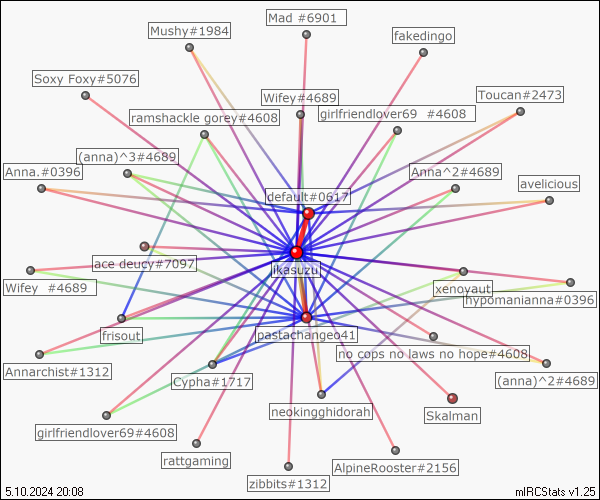 Mad #6901
Mushy#1984
fakedingo
Soxy Foxy#5076
Wifey#4689
Toucan#2473
ramshackle gorey#4608
girlfriendlover69 #4608
(anna)^3#4689
Anna.#0396
Anna^2#4689
avelicious
default#0617
ace deucy#7097
ikasuzu
Wifey #4689
xenoyaut
hypomanianna#0396
frisout
pastachangeo41
no cops no laws no hope#4608
Annarchist#1312
Cypha#1717
(anna)^2#4689
neokingghidorah
Skalman
girlfriendlover69#4608
rattgaming
AlpineRooster#2156
zibbits#1312
5.10.2024 20:08
mIRCStats v1.25